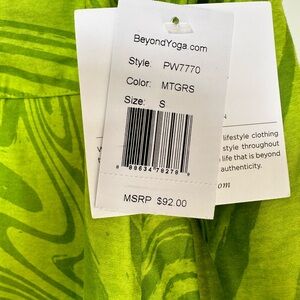 BeyondYoga.com
Style: PW7770
Color: MTGRS
Size: S
MSRP $92.00
lifestyle clothing
style throughout
life that is beyond
authenticity.
om